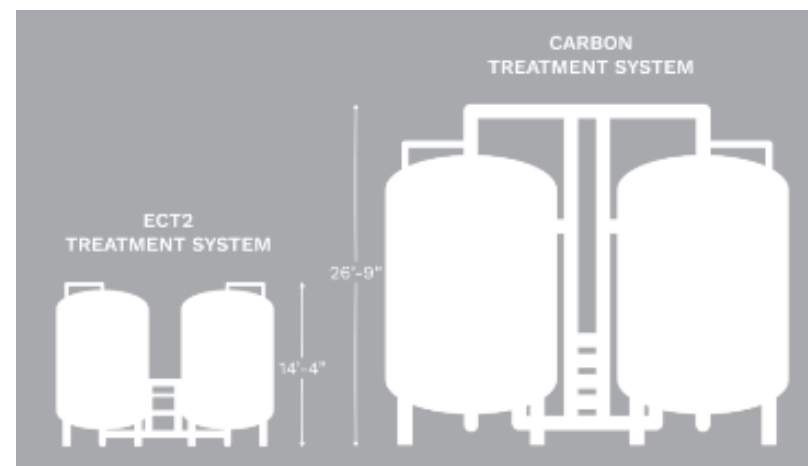 CARBON
TREATMENT SYSTEM
ECT2
TREATMENT SYSTEM
26'-9"
14'-4"